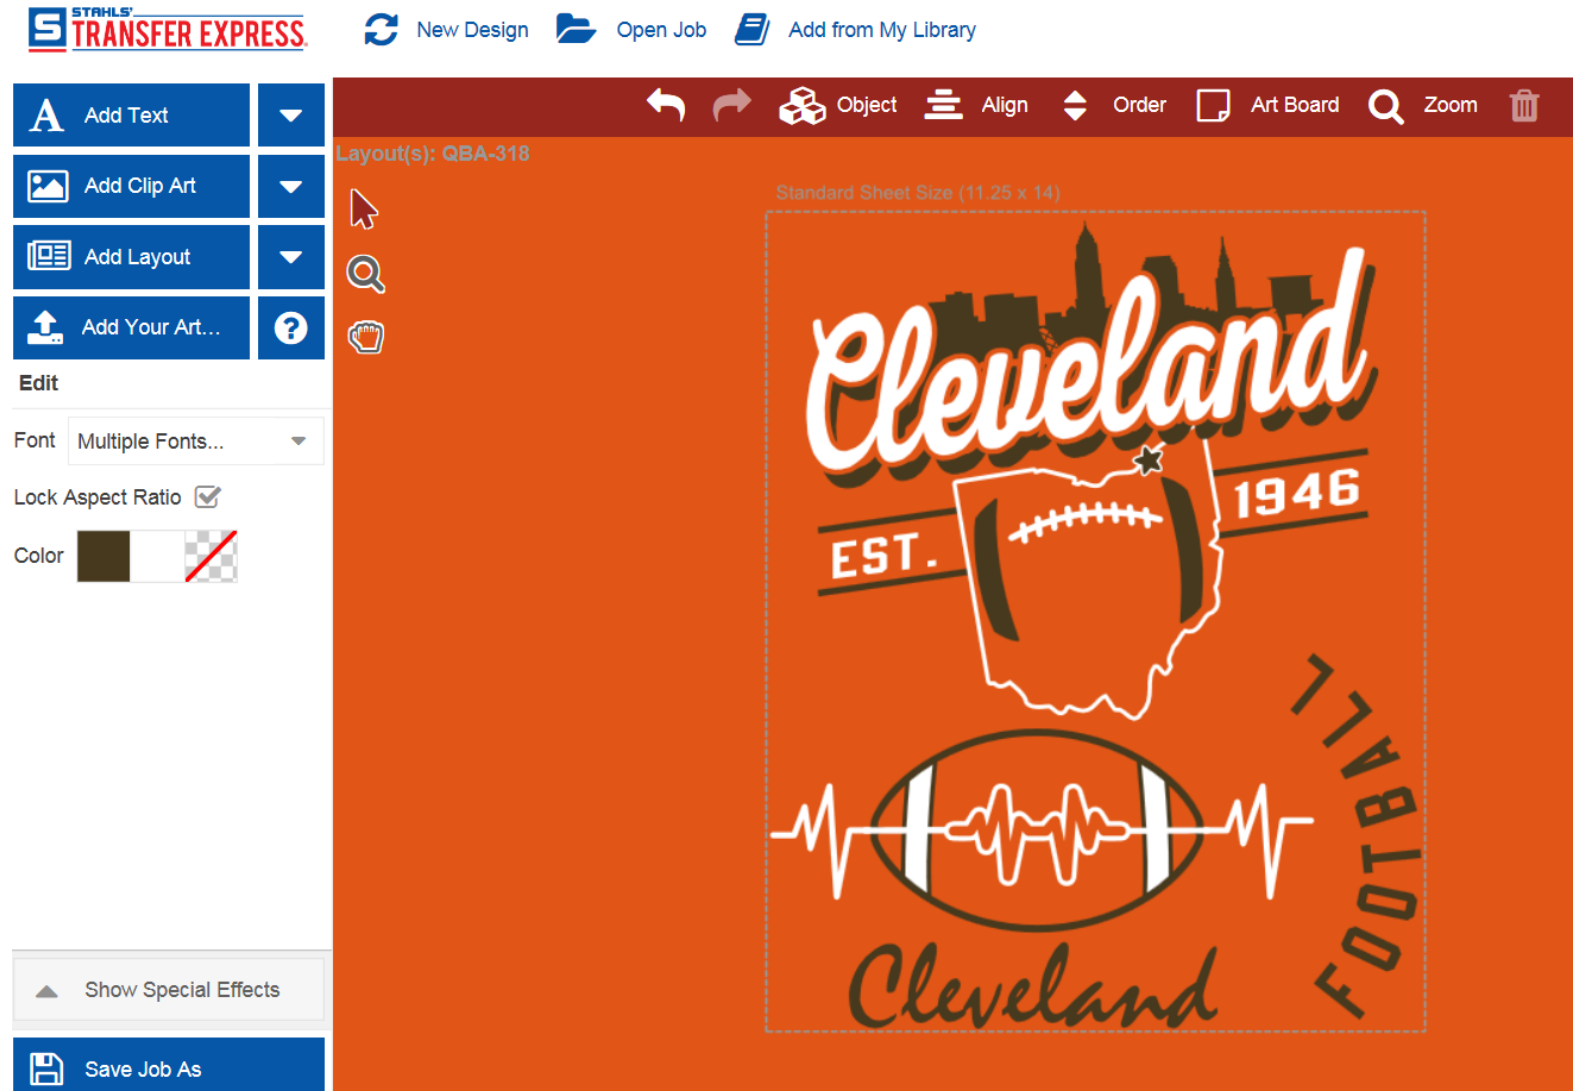 STAHLS'
TRANSFER EXPRESS.
New Design
Open Job
Add from My Library
Add Text
Add Clip Art
Add Layout
Add Your Art...
?
Edit
Font Multiple Fonts...
Lock Aspect Ratio
Color
Show Special Effects
Save Job As
Object
Align
Order
Art Board
Zoom
Layout(s): QBA-318
Standard Sheet Size (11.25 x 14)
Cleveland
EST. 1946
FOOTBALL
Cleveland